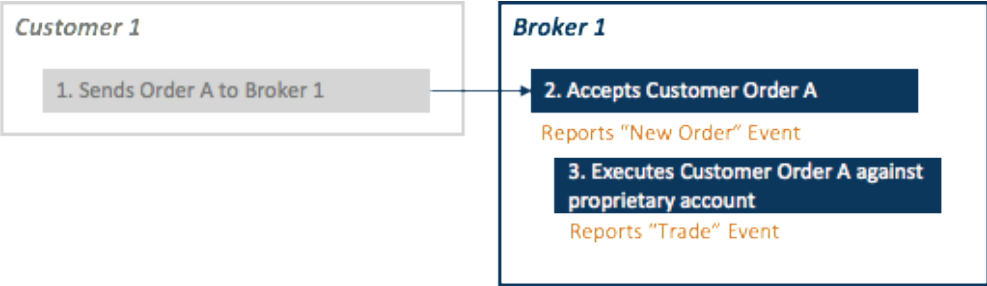 Customer 1
1. Sends Order A to Broker 1
Broker 1
2. Accepts Customer Order A
Reports "New Order" Event
3. Executes Customer Order A against
proprietary account
Reports "Trade" Event